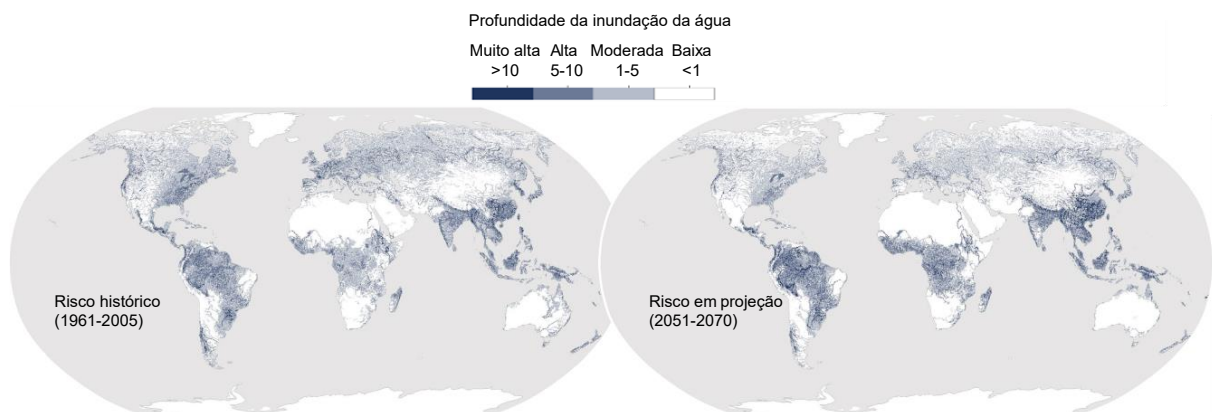 Profundidade da inundação da água
Muito alta Alta Moderada Baixa
>10 5-10 1-5 <1
Risco histórico
(1961-2005)
Risco em projeção
(2051-2070)